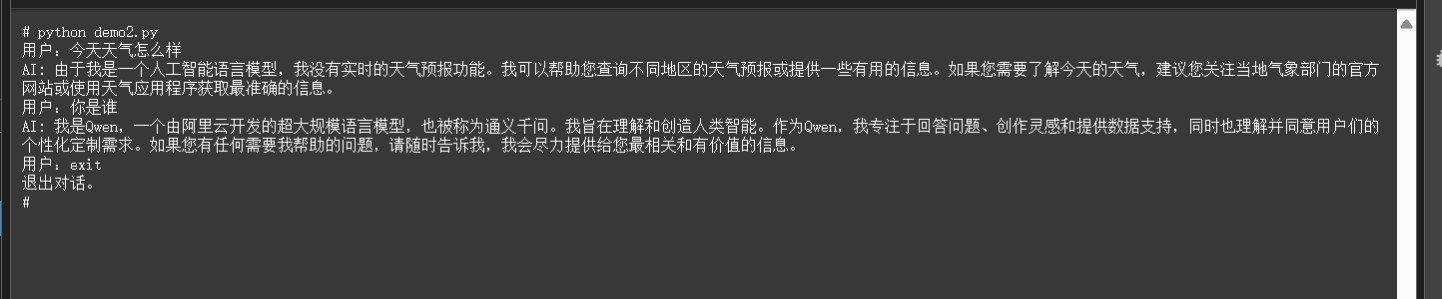 # python demo2.py
用户：今天天气怎么样
AI: 由于我是一个人工智能语言模型，我没有实时的天气预报功能。我可以帮助您查询不同地区的天气预报或提供一些有用的信息。如果您需要了解今天的天气，建议您关注当地气象部门的官方
网站或使用天气应用程序获取最准确的信息。
用户：你是谁
AI: 我是Qwen，一个由阿里云开发的超大规模语言模型，也被称为通义千问。我旨在理解和创造人类智能。作为Qwen，我专注于回答问题、创作灵感和提供数据支持，同时也理解并同意用户们的
个性化定制需求。如果您有任何需要我帮助的问题，请随时告诉我，我会尽力提供给您最相关和有价值的信息。
用户：exit
退出对话。
#